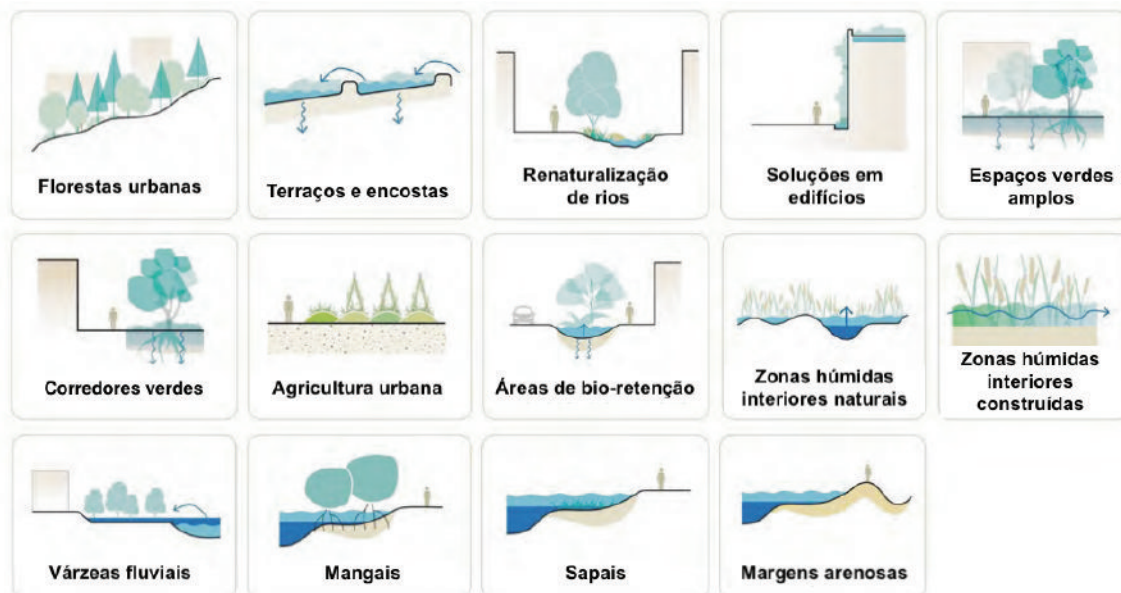 Florestas urbanas
Terraços e encostas
Renaturalização
de rios
Soluções em
edifícios
Espaços verdes
amplos
Corredores verdes
Agricultura urbana
Áreas de bio-retenção
Zonas húmidas
interiores naturais
Zonas húmidas
interiores
construídas
Várzeas fluviais
Mangais
Sapais
Margens arenosas